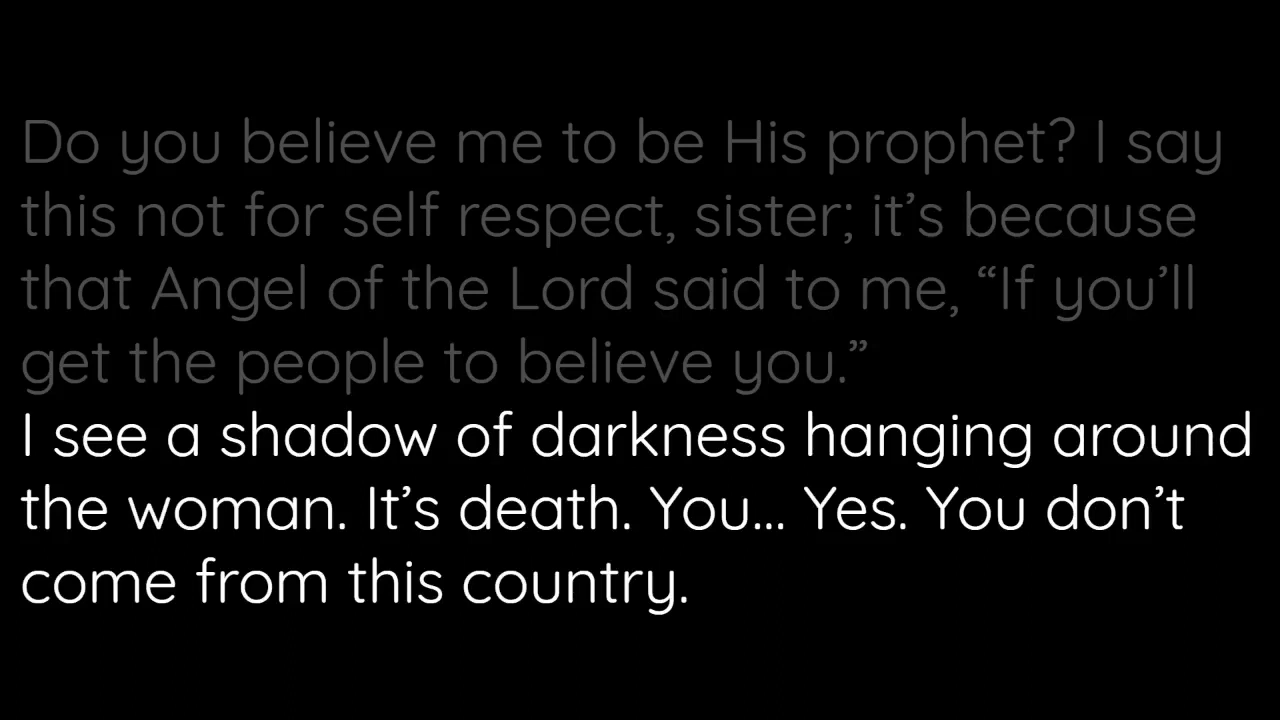 Do you believe me to be His prophet? I say
this not for self respect, sister; it’s because
that Angel of the Lord said to me, “If you’ll
get the people to believe you.”
I see a shadow of darkness hanging around
the woman. It’s death. You... Yes. You don’t
come from this country.